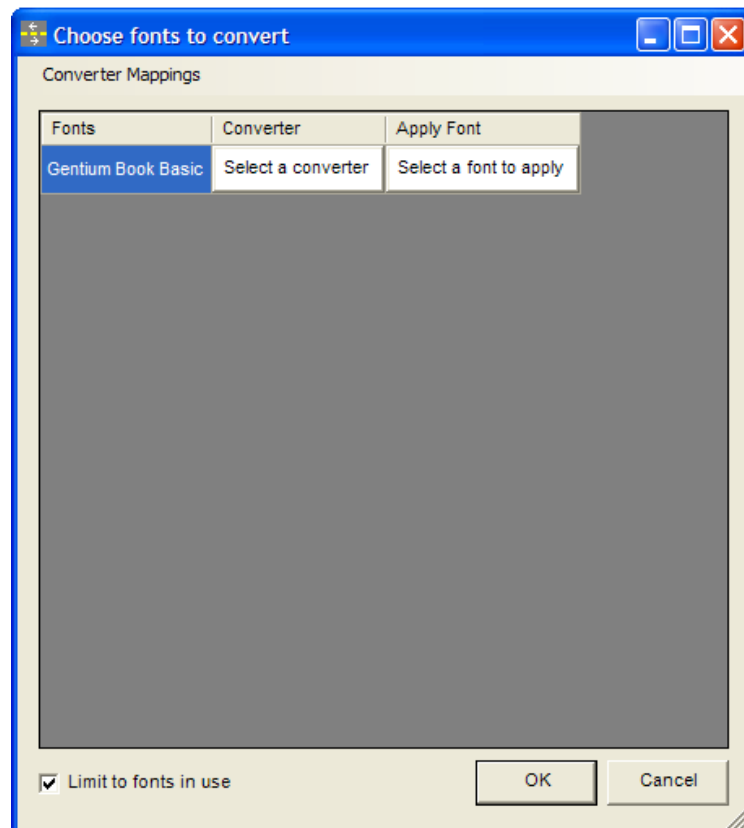 Choose fonts to convert
Converter Mappings
Fonts Converter Apply Font
Gentium Book Basic Select a converter Select a font to apply
Limit to fonts in use OK Cancel